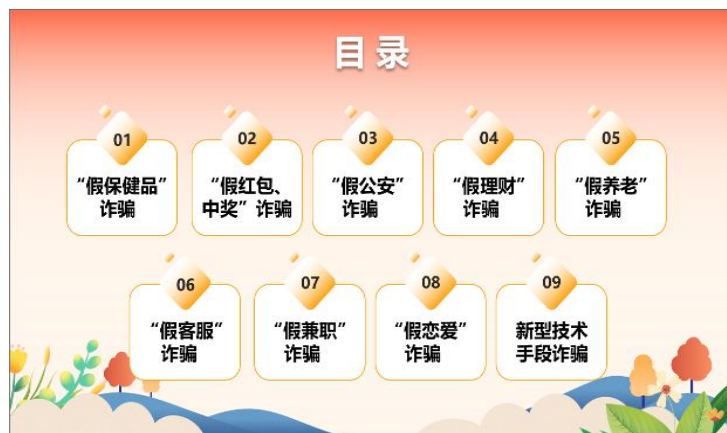 目录
01
“假保健品”
诈骗
02
“假红包、
中奖”诈骗
03
“假公安”
诈骗
04
“假理财”
诈骗
05
“假养老”
诈骗
06
“假客服”
诈骗
07
“假兼职”
诈骗
08
“假恋爱”
诈骗
09
新型技术
手段诈骗